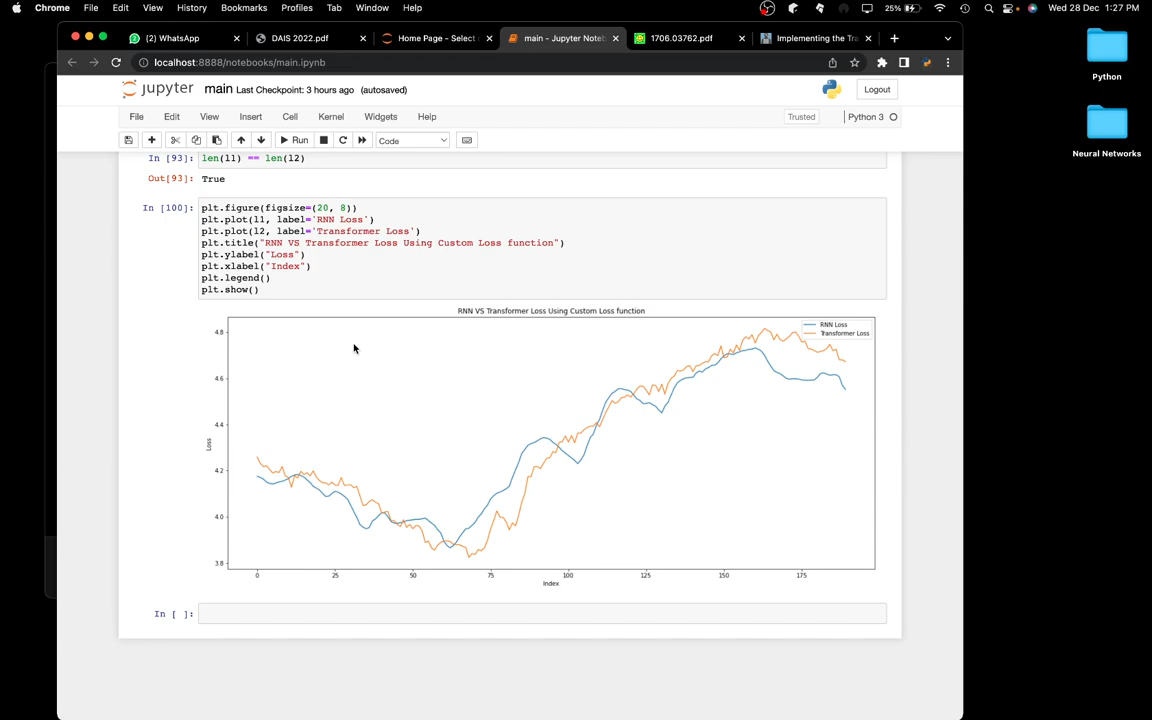 Chrome File Edit View History Bookmarks Profiles Tab Window Help 25% Wed 28 Dec 1:27 PM
(2) WhatsApp DAIS 2022.pdf Home Page - Select o main - Jupyter Noteb 1706.03762.pdf Implementing the Tra
localhost:8888/notebooks/main.ipynb
jupyter main Last Checkpoint: 3 hours ago (autosaved) Logout
File Edit View Insert Cell Kernel Widgets Help Trusted Python 3
Run Code
In [93]: len(l1) == len(l2)
Out[93]: True
In [100]: plt.figure(figsize=(20, 8))
plt.plot(l1, label='RNN Loss')
plt.plot(l2, label='Transformer Loss')
plt.title("RNN VS Transformer Loss Using Custom Loss function")
plt.ylabel("Loss")
plt.xlabel("Index")
plt.legend()
plt.show()
RNN VS Transformer Loss Using Custom Loss function
RNN Loss
Transformer Loss
4.8
4.6
4.4
Loss
4.2
4.0
3.8
0 25 50 75 100 125 150 175
Index
In [ ]:
Python
Neural Networks